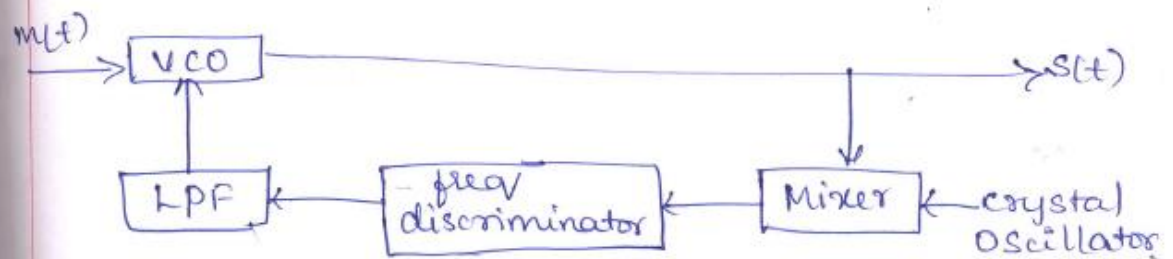 m(t)
VCO
S(t)
LPF
freq
discriminator
Mixer
crystal
Oscillator